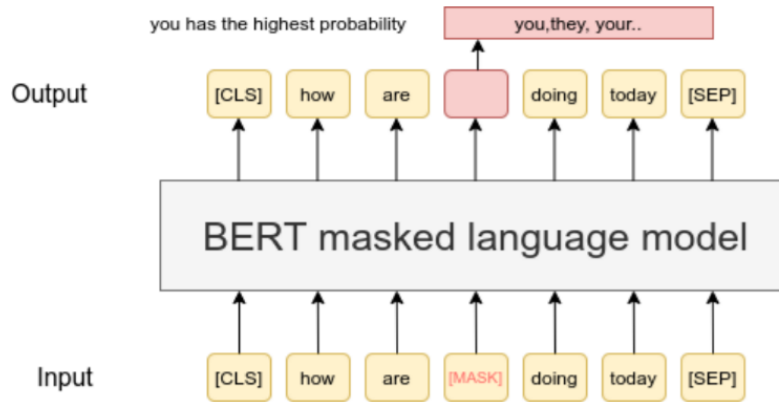 you has the highest probability
you,they, your..
Output
[CLS] how are doing today [SEP]
BERT masked language model
Input
[CLS] how are [MASK] doing today [SEP]